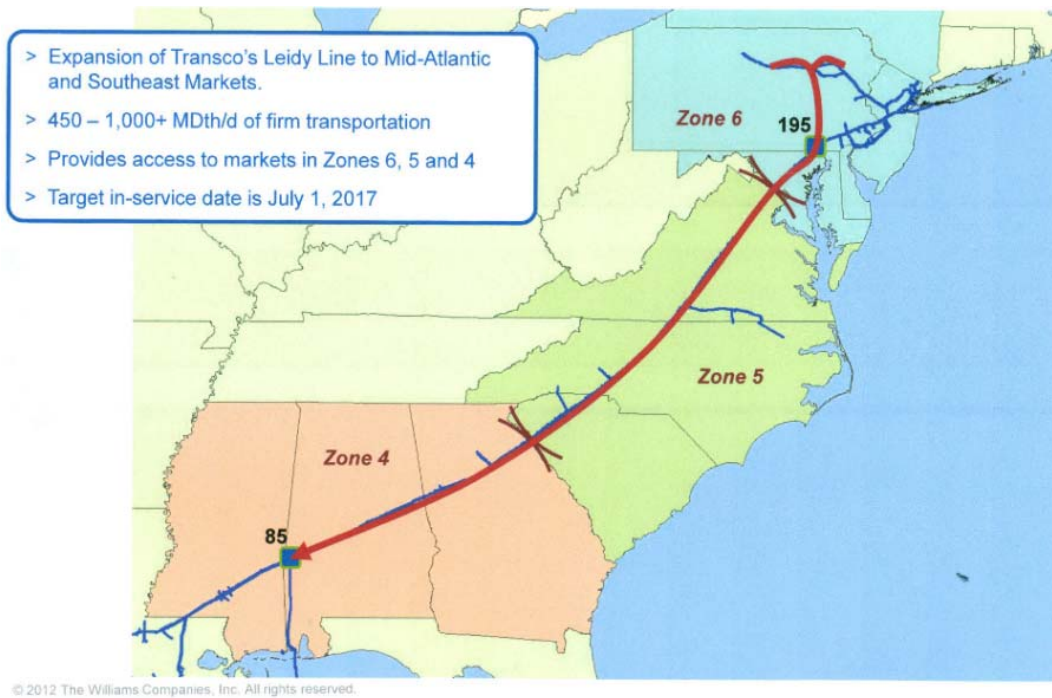 > Expansion of Transco's Leidy Line to Mid-Atlantic
and Southeast Markets.
> 450 – 1,000+ MDth/d of firm transportation
> Provides access to markets in Zones 6, 5 and 4
> Target in-service date is July 1, 2017
Zone 6
195
Zone 5
Zone 4
85
© 2012 The Williams Companies, Inc. All rights reserved.